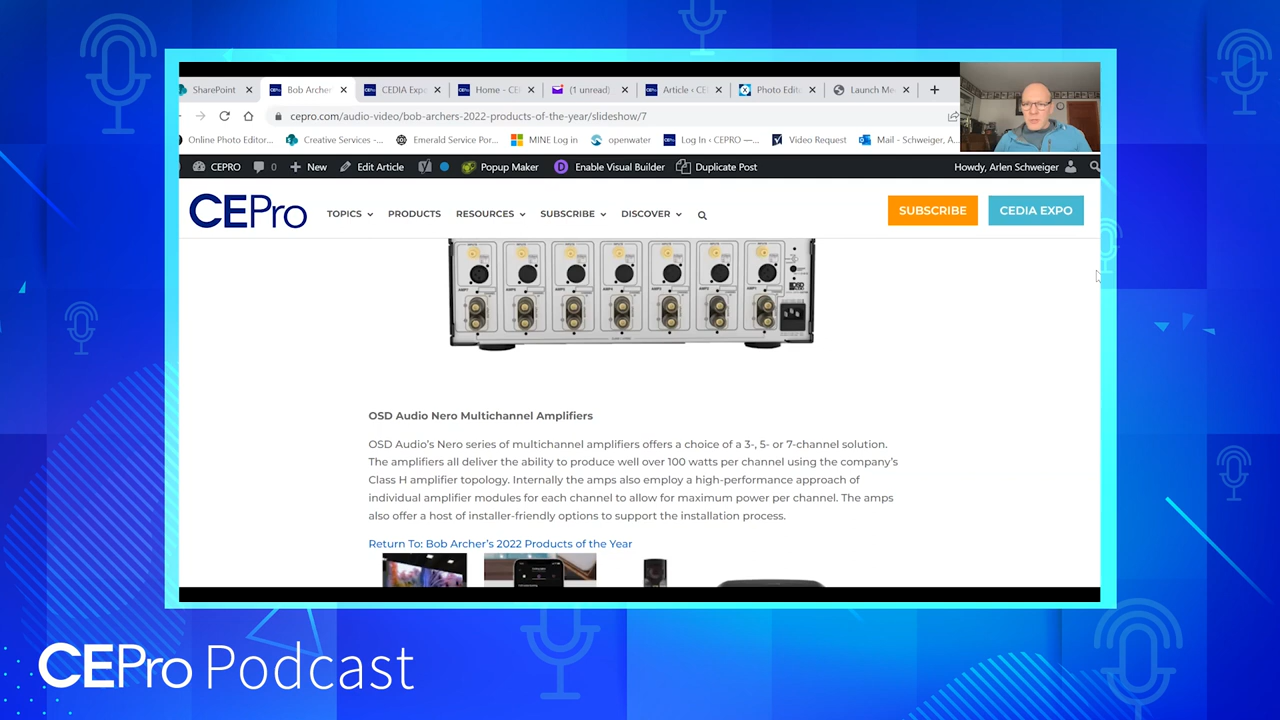 SharePoint
Bob Archer
CEDIA Exp
Home - CE
(1 unread)
Article ‹ CE
Photo Edit
Launch Me
cepro.com/audio-video/bob-archers-2022-products-of-the-year/slideshow/7
Online Photo Editor...
Creative Services -...
Emerald Service Por...
MINE Log in
openwater
Log In ‹ CEPRO —...
Video Request
Mail - Schweiger, A...
CEPRO
0
New
Edit Article
Popup Maker
Enable Visual Builder
Duplicate Post
Howdy, Arlen Schweiger
CEPro
TOPICS
PRODUCTS
RESOURCES
SUBSCRIBE
DISCOVER
SUBSCRIBE
CEDIA EXPO
OSD Audio Nero Multichannel Amplifiers
OSD Audio's Nero series of multichannel amplifiers offers a choice of a 3-, 5- or 7-channel solution.
The amplifiers all deliver the ability to produce well over 100 watts per channel using the company's
Class H amplifier topology. Internally the amps also employ a high-performance approach of
individual amplifier modules for each channel to allow for maximum power per channel. The amps
also offer a host of installer-friendly options to support the installation process.
Return To: Bob Archer's 2022 Products of the Year
CEPro Podcast